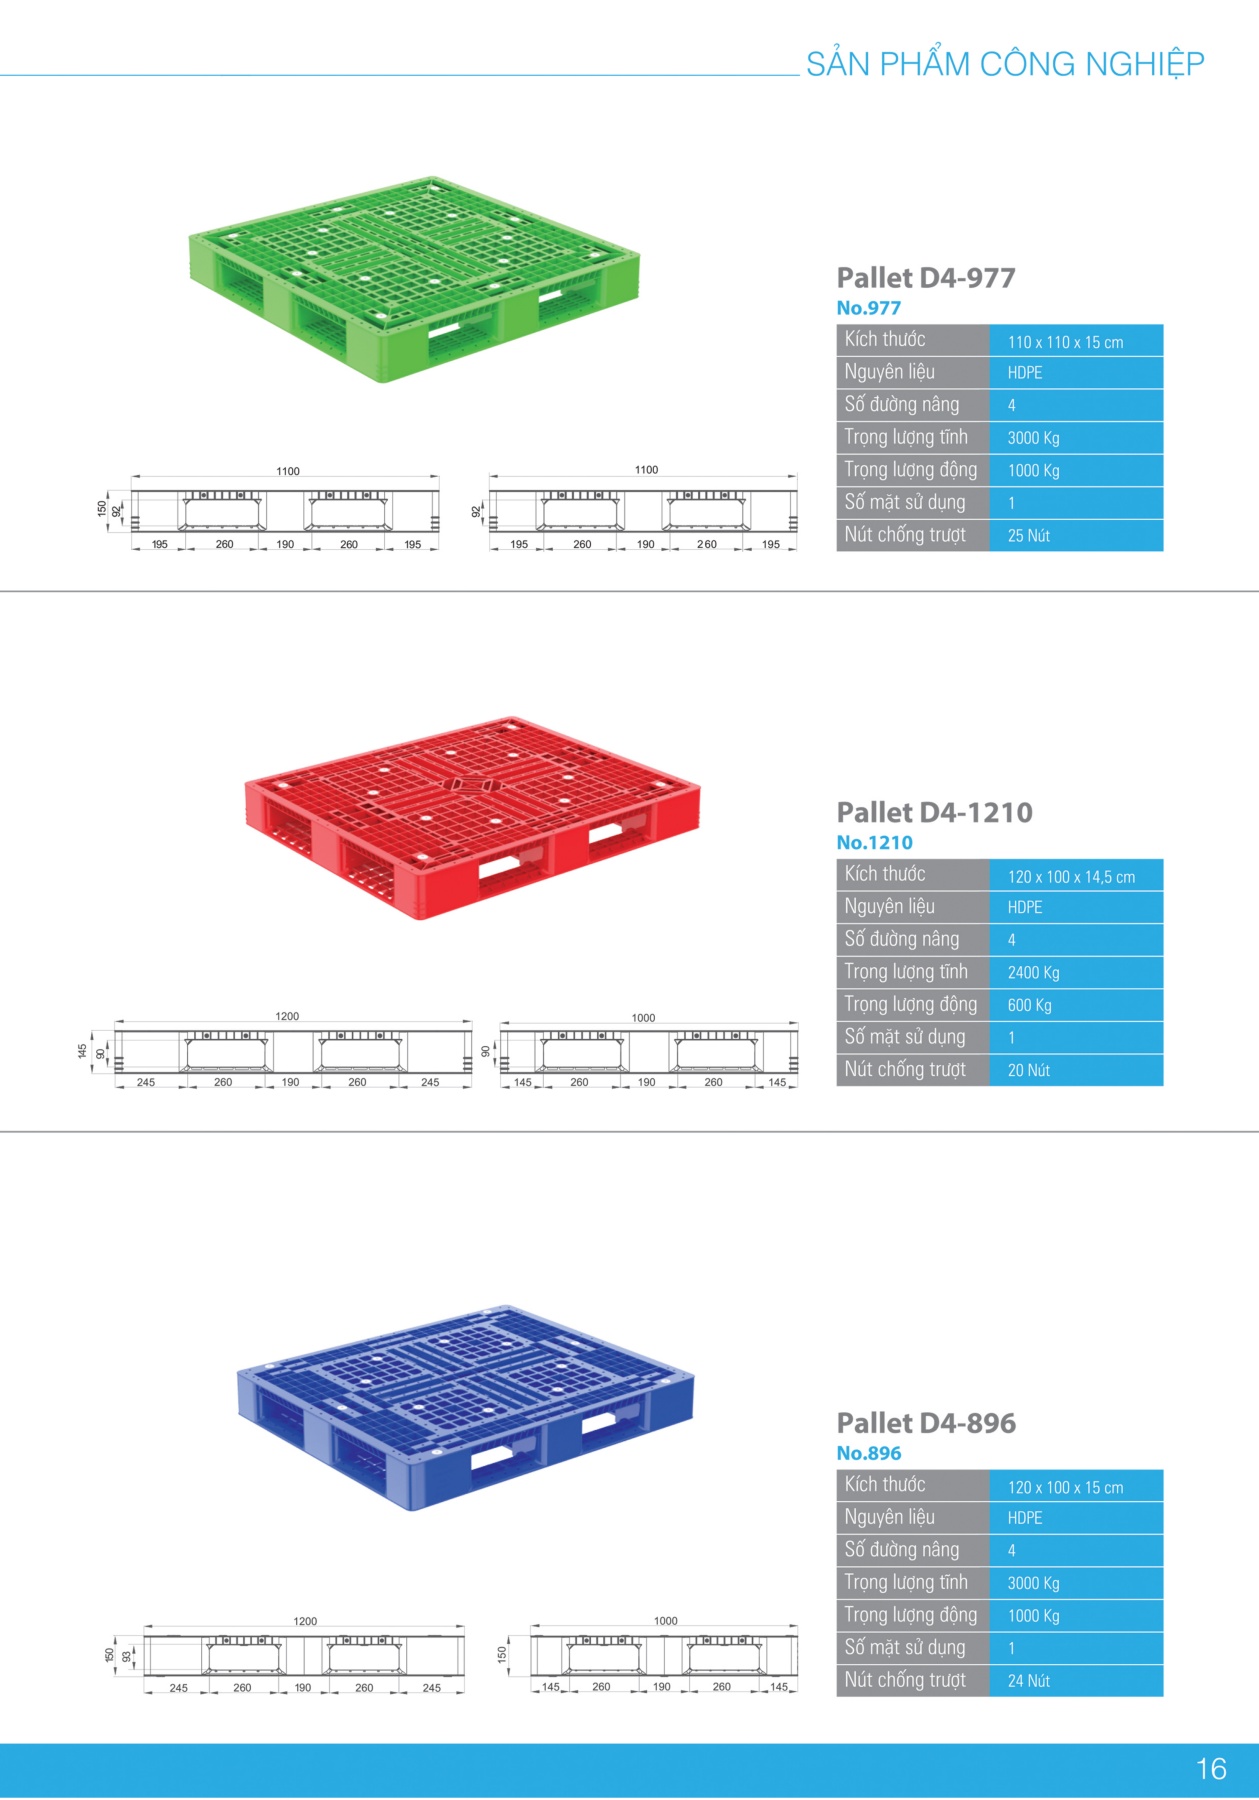 SẢN PHẨM CÔNG NGHIỆP
Pallet D4-977
No.977
Kích thước 110 x 110 x 15 cm
Nguyên liệu HDPE
Số đường nâng 4
Trọng lượng tĩnh 3000 Kg
Trọng lượng động 1000 Kg
Số mặt sử dụng 1
Nút chống trượt 25 Nút
1100
150
92
195 260 190 260 195
1100
92
195 260 190 260 195
Pallet D4-1210
No.1210
Kích thước 120 x 100 x 14,5 cm
Nguyên liệu HDPE
Số đường nâng 4
Trọng lượng tĩnh 2400 Kg
Trọng lượng động 600 Kg
Số mặt sử dụng 1
Nút chống trượt 20 Nút
1200
145
90
245 260 190 260 245
1000
90
145 260 190 260 145
Pallet D4-896
No.896
Kích thước 120 x 100 x 15 cm
Nguyên liệu HDPE
Số đường nâng 4
Trọng lượng tĩnh 3000 Kg
Trọng lượng động 1000 Kg
Số mặt sử dụng 1
Nút chống trượt 24 Nút
1200
150
93
245 260 190 260 245
1000
150
145 260 190 260 145
16